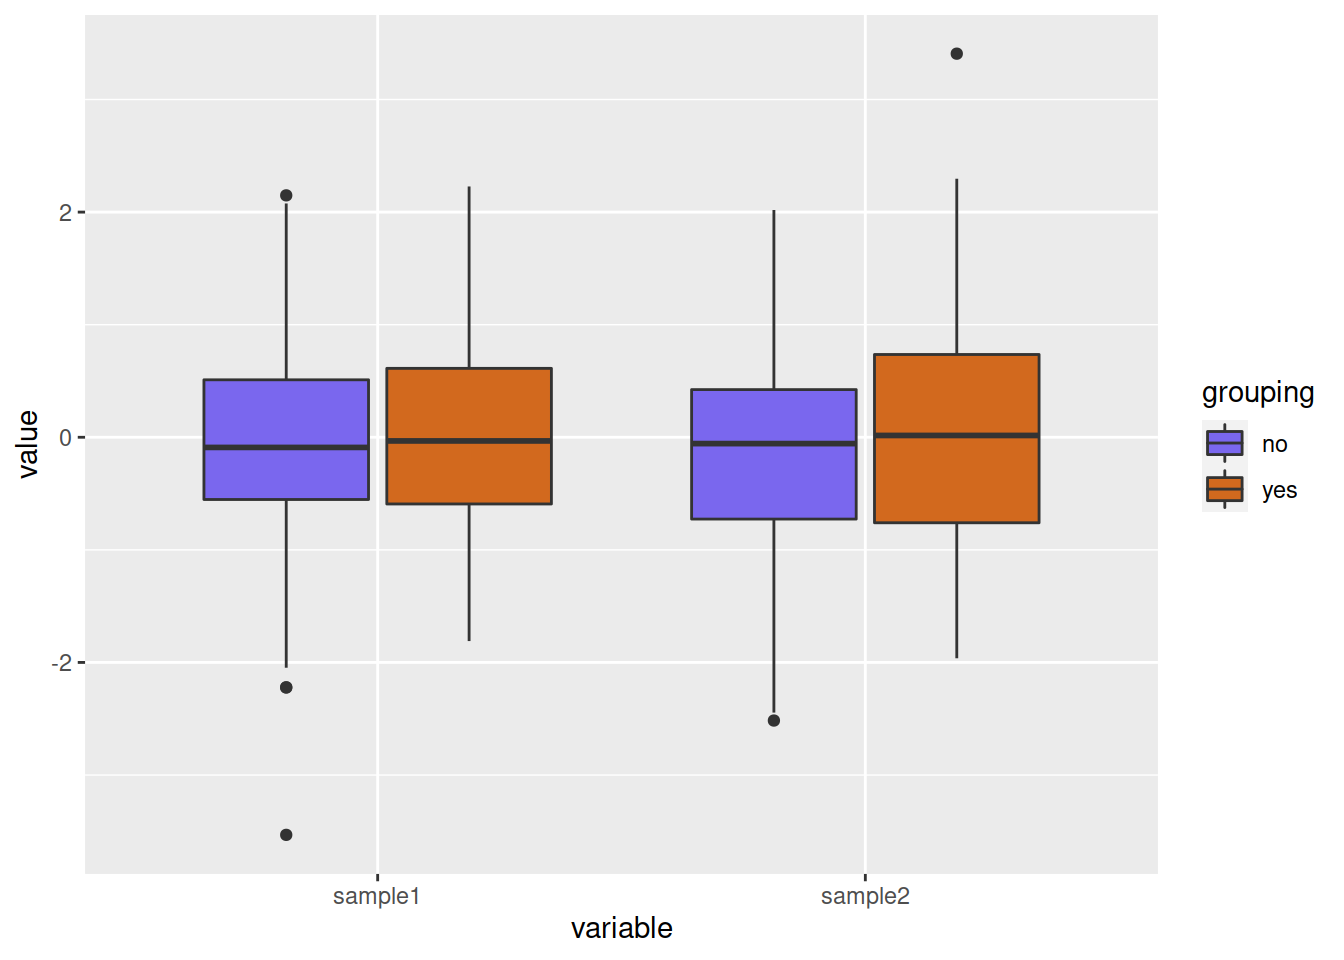 value
2
0
-2
sample1
sample2
variable
grouping
no
yes